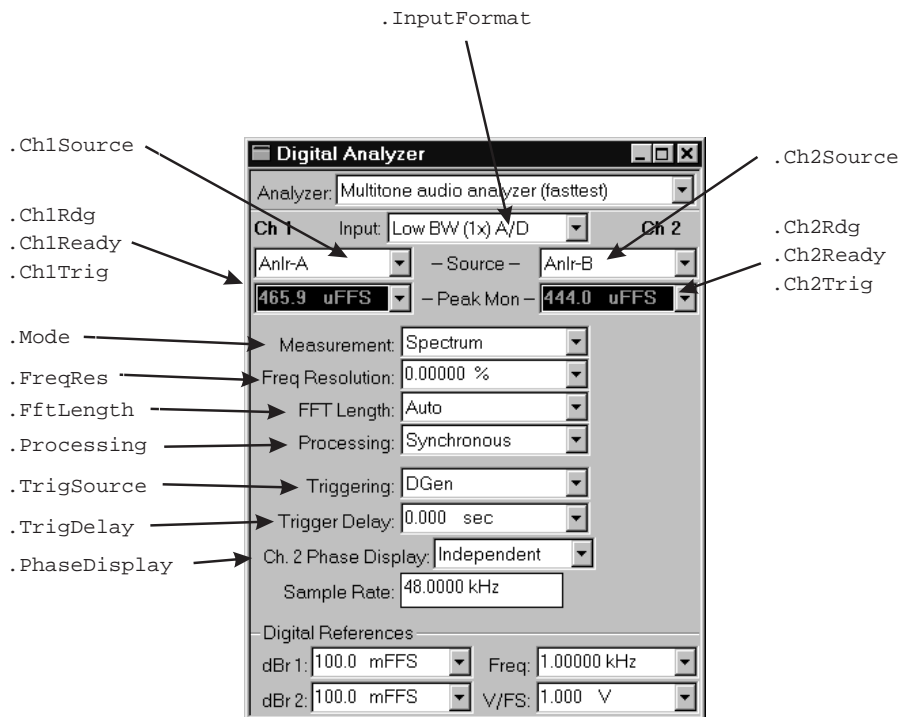 .InputFormat
.Ch1Source
.Ch2Source
Digital Analyzer
Analyzer: Multitone audio analyzer (fasttest)
.Ch1Rdg
.Ch1Ready
.Ch1Trig
.Ch2Rdg
.Ch2Ready
.Ch2Trig
Ch 1 Input: Low BW (1x) A/D Ch 2
Anlr-A – Source – Anlr-B
465.9 uFFS – Peak Mon – 444.0 uFFS
.Mode Measurement: Spectrum
.FreqRes Freq Resolution: 0.00000 %
.FftLength FFT Length: Auto
.Processing Processing: Synchronous
.TrigSource Triggering: DGen
.TrigDelay Trigger Delay: 0.000 sec
.PhaseDisplay Ch. 2 Phase Display: Independent
Sample Rate: 48.0000 kHz
Digital References
dBr 1: 100.0 mFFS Freq: 1.00000 kHz
dBr 2: 100.0 mFFS V/FS: 1.000 V